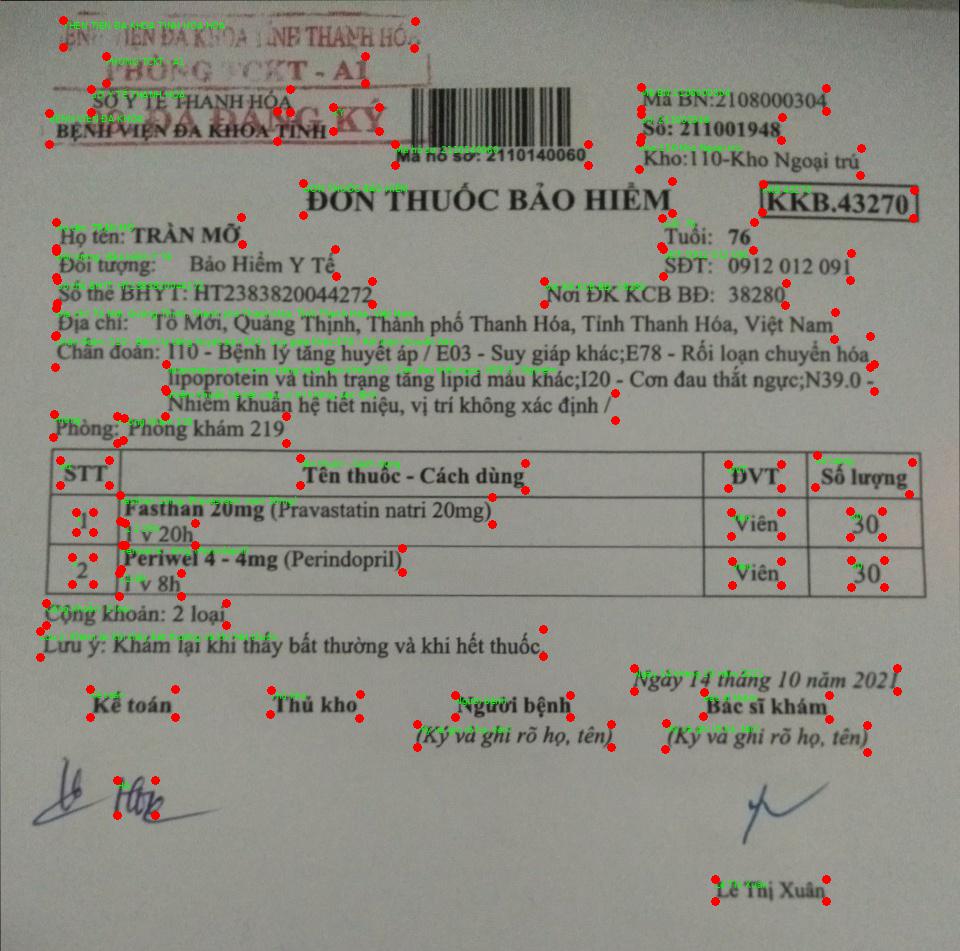 BỆNH VIỆN ĐA KHOA TỈNH THANH HÓA
PHÒNG TCKT - A1
SỞ Y TẾ THANH HÓA
ĐÃ ĐĂNG KÝ
BỆNH VIỆN ĐA KHOA TỈNH
Mã hồ sơ: 2110140060
Mã BN:2108000304
Số: 211001948
Kho:110-Kho Ngoại trú
ĐƠN THUỐC BẢO HIỂM
KKB.43270
Họ tên: TRẦN MỠ Tuổi: 76
Đối tượng: Bảo Hiểm Y Tế SĐT: 0912 012 091
Số thẻ BHYT: HT2383820044272 Nơi ĐK KCB BĐ: 38280
Địa chỉ: Tô Mới, Quảng Thịnh, Thành phố Thanh Hóa, Tỉnh Thanh Hóa, Việt Nam
Chẩn đoán: I10 - Bệnh lý tăng huyết áp / E03 - Suy giáp khác;E78 - Rối loạn chuyển hóa
lipoprotein và tình trạng tăng lipid máu khác;I20 - Cơn đau thắt ngực;N39.0 -
Nhiễm khuẩn hệ tiết niệu, vị trí không xác định /
Phòng: Phòng khám 219
STT Tên thuốc - Cách dùng ĐVT Số lượng
1 Fasthan 20mg (Pravastatin natri 20mg) Viên 30
1 v 20h
2 Periwel 4 - 4mg (Perindopril) Viên 30
1 v 8h
Cộng khoản: 2 loại
Lưu ý: Khám lại khi thấy bất thường và khi hết thuốc.
Ngày 14 tháng 10 năm 2021
Kế toán Thủ kho Người bệnh Bác sĩ khám
(Ký và ghi rõ họ, tên) (Ký và ghi rõ họ, tên)
Lê Thị Xuân